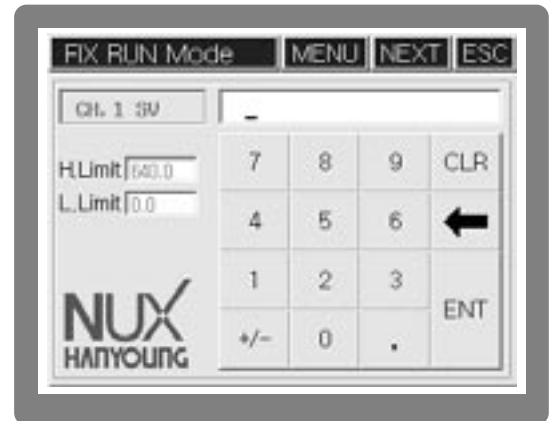 FIX RUN Mode MENU NEXT ESC
CH. 1 SV _
H.Limit 640.0
L.Limit 0.0
7 8 9 CLR
4 5 6
1 2 3
ENT
+/- 0 .
NUX
HANYOUNG